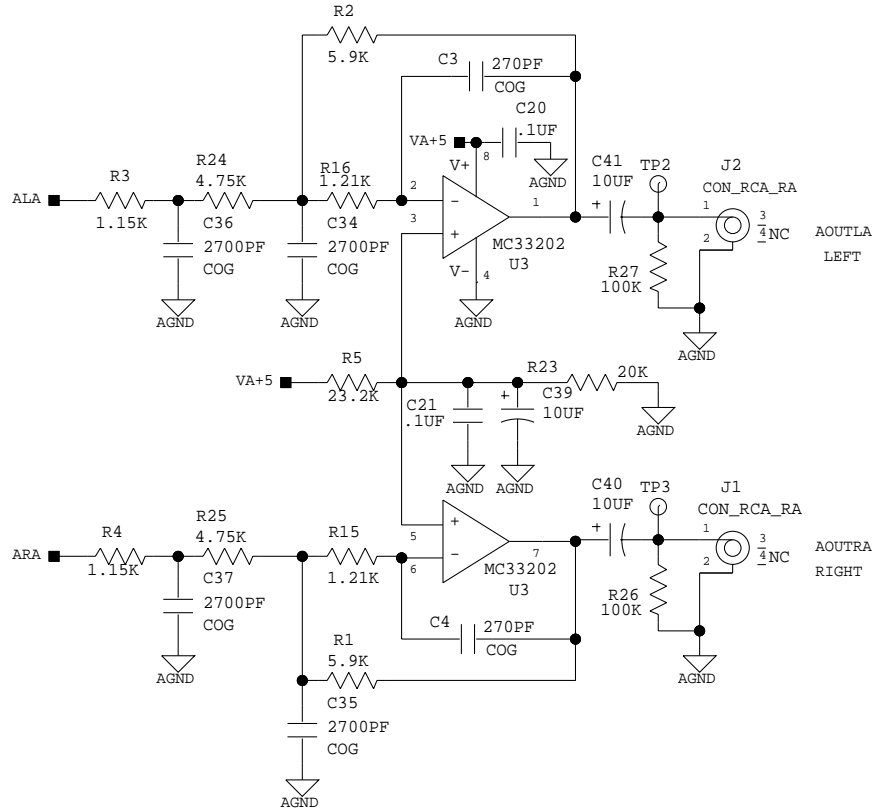 R2
5.9K
C3
270PF
COG
C20
.1UF
VA+5
8
V+
AGND
R3
1.15K
ALA
R24
4.75K
C36
2700PF
COG
AGND
R16
1.21K
C34
2700PF
COG
AGND
2
3
−
+
1
MC33202
U3
V-
4
AGND
C41
10UF
+
TP2
R27
100K
J2
CON_RCA_RA
1
2
3
4
NC
AGND
AOUTLA
LEFT
VA+5
R5
23.2K
C21
.1UF
AGND
+
C39
10UF
AGND
R23
20K
AGND
ARA
R4
1.15K
R25
4.75K
C37
2700PF
COG
AGND
R15
1.21K
5
6
+
−
7
MC33202
U3
C4
270PF
COG
R1
5.9K
C35
2700PF
COG
AGND
C40
10UF
+
TP3
R26
100K
J1
CON_RCA_RA
1
2
3
4
NC
AGND
AOUTRA
RIGHT